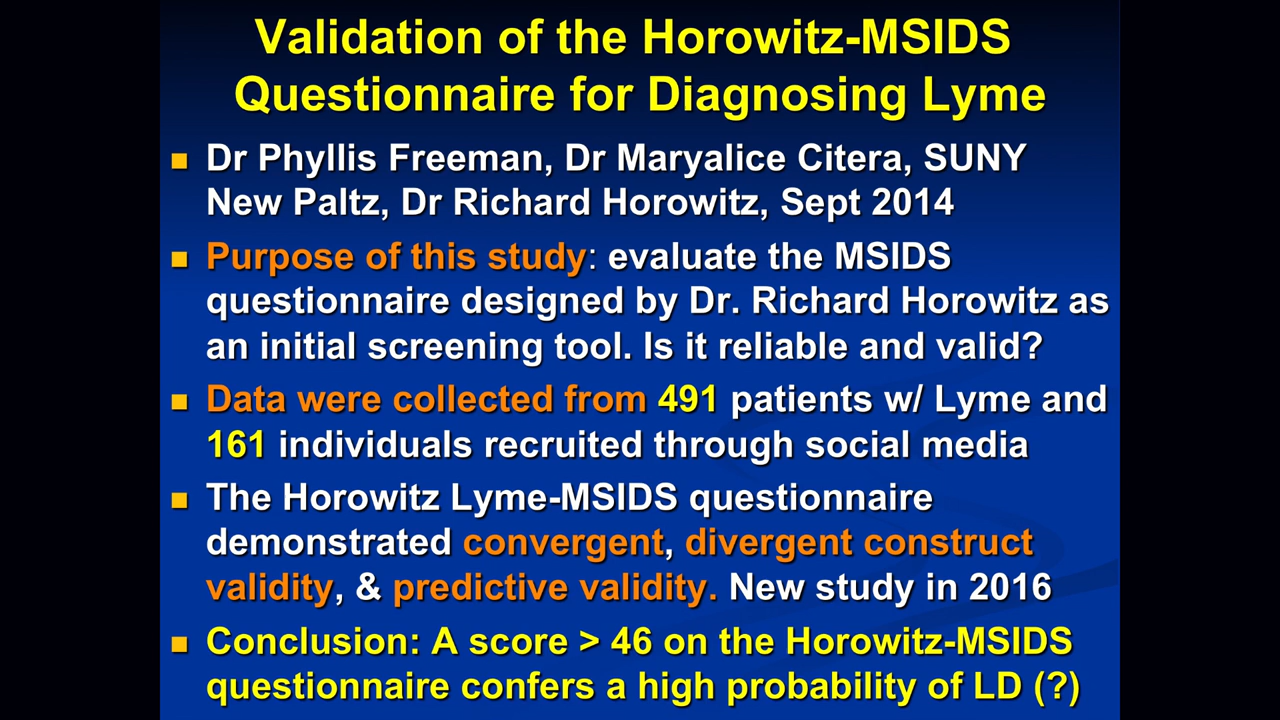 Validation of the Horowitz-MSIDS
Questionnaire for Diagnosing Lyme
Dr Phyllis Freeman, Dr Maryalice Citera, SUNY
New Paltz, Dr Richard Horowitz, Sept 2014
Purpose of this study: evaluate the MSIDS
questionnaire designed by Dr. Richard Horowitz as
an initial screening tool. Is it reliable and valid?
Data were collected from 491 patients w/ Lyme and
161 individuals recruited through social media
The Horowitz Lyme-MSIDS questionnaire
demonstrated convergent, divergent construct
validity, & predictive validity. New study in 2016
Conclusion: A score > 46 on the Horowitz-MSIDS
questionnaire confers a high probability of LD (?)